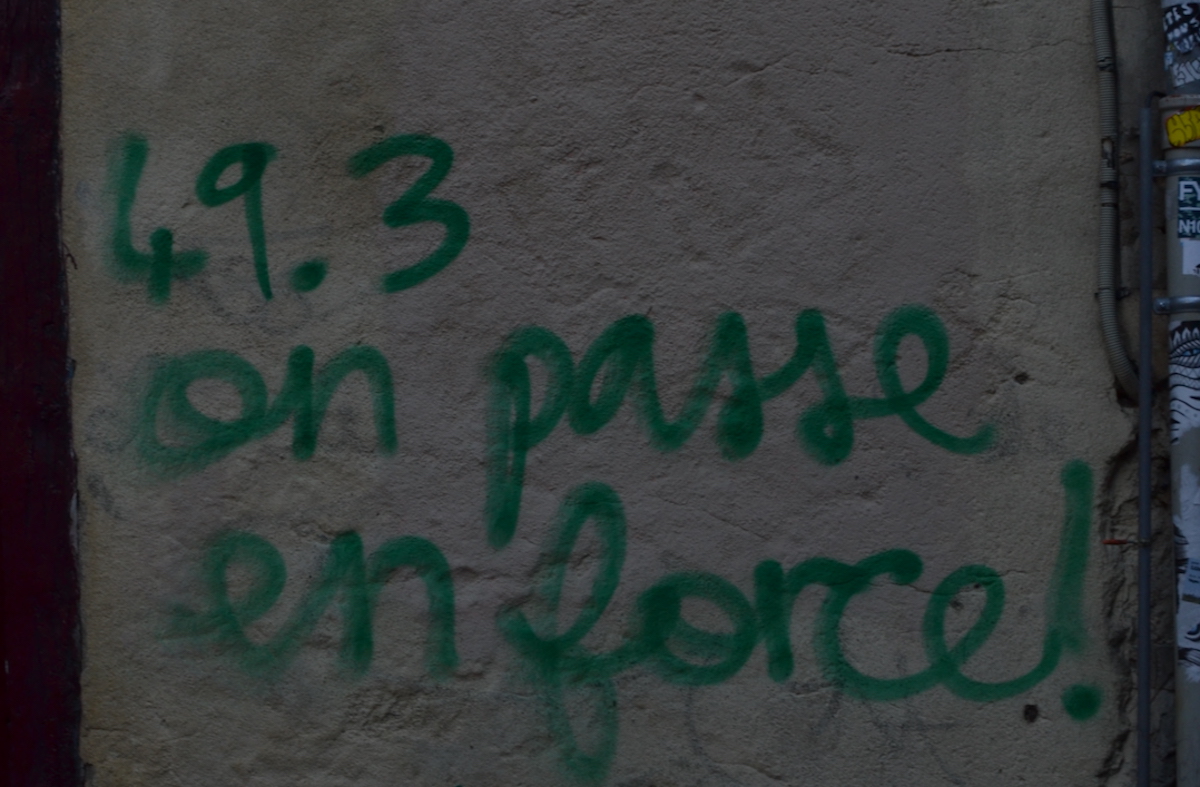 49.3
on passe
en force!